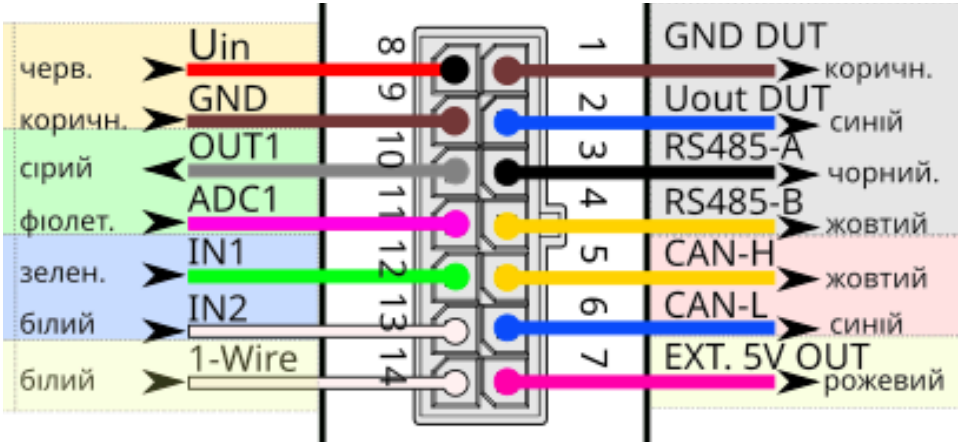 Uin
черв.
8
1
GND DUT
коричн.
GND
коричн.
9
2
Uout DUT
синій
OUT1
сірий
10
3
RS485-A
чорний.
ADC1
фіолет.
11
4
RS485-B
жовтий
IN1
зелен.
12
5
CAN-H
жовтий
IN2
білий
13
6
CAN-L
синій
1-Wire
білий
14
7
EXT. 5V OUT
рожевий